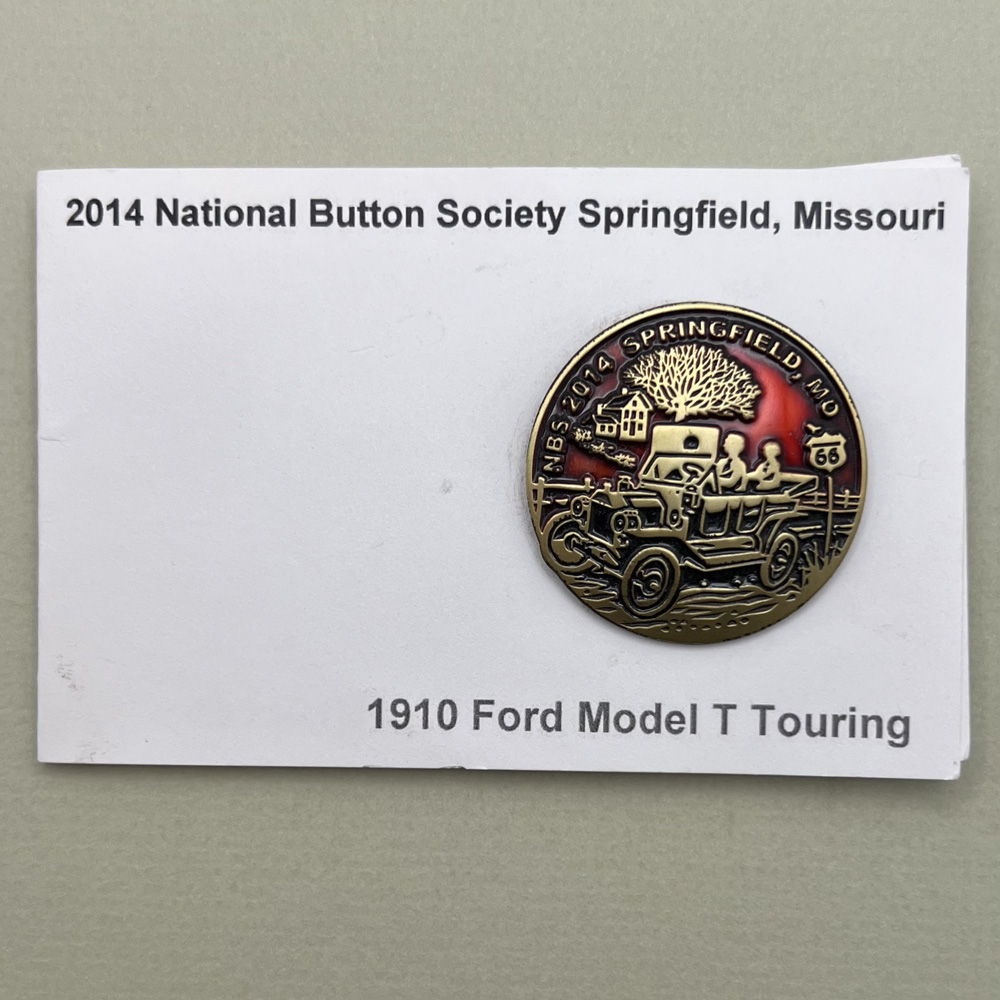 2014 National Button Society Springfield, Missouri
NBS 2014 SPRINGFIELD, MO
66
1910 Ford Model T Touring